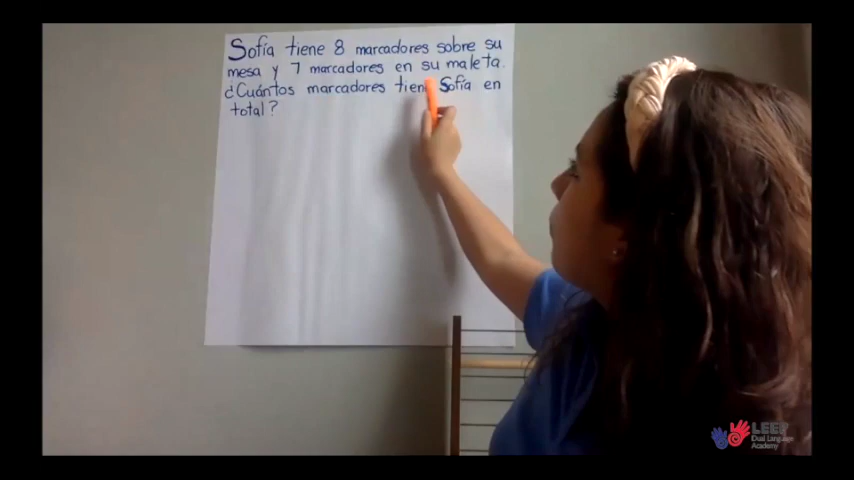 Sofía tiene 8 marcadores sobre su
mesa y 7 marcadores en su maleta.
¿Cuántos marcadores tiene Sofía en
total?
LEEP
Dual Language
Academy